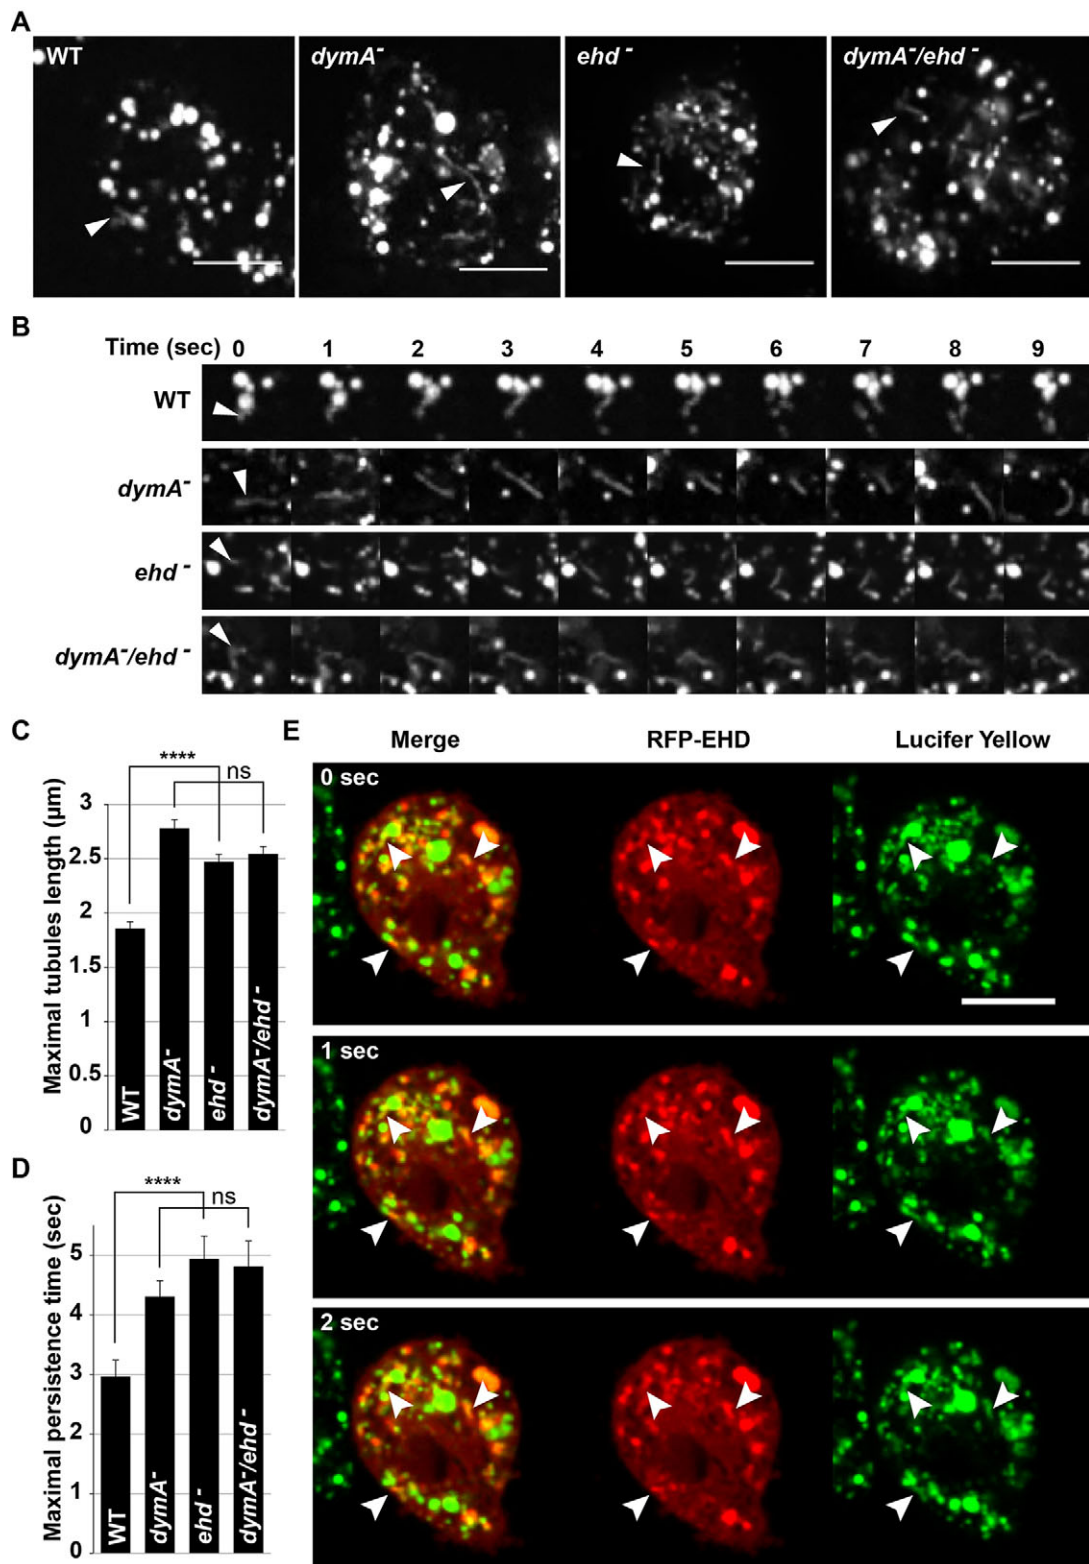 A
WT
dymA⁻
ehd⁻
dymA⁻/ehd⁻
B
Time (sec) 0 1 2 3 4 5 6 7 8 9
WT
dymA⁻
ehd⁻
dymA⁻/ehd⁻
C
Maximal tubules length (µm)
****
ns
3
2.5
2
1.5
1
0.5
0
WT
dymA⁻
ehd⁻
dymA⁻/ehd⁻
D
Maximal persistence time (sec)
****
ns
5
4
3
2
1
0
WT
dymA⁻
ehd⁻
dymA⁻/ehd⁻
E
Merge RFP-EHD Lucifer Yellow
0 sec
1 sec
2 sec